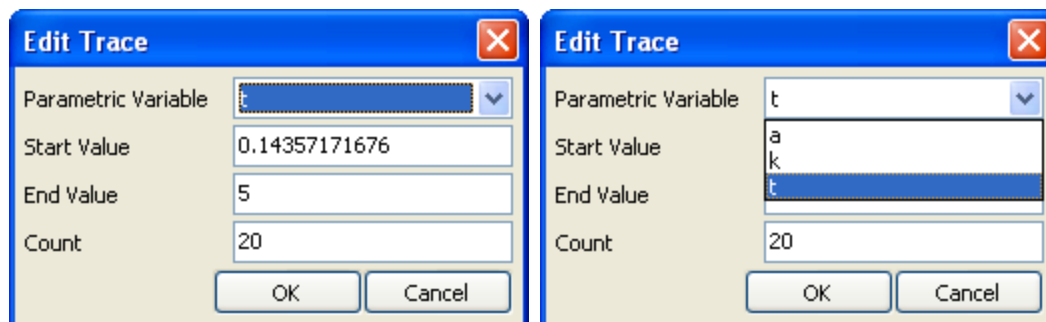 Edit Trace
Parametric Variable t
Start Value 0.14357171676
End Value 5
Count 20
OK Cancel
Edit Trace
Parametric Variable t
a
Start Value
k
t
End Value
Count 20
OK Cancel